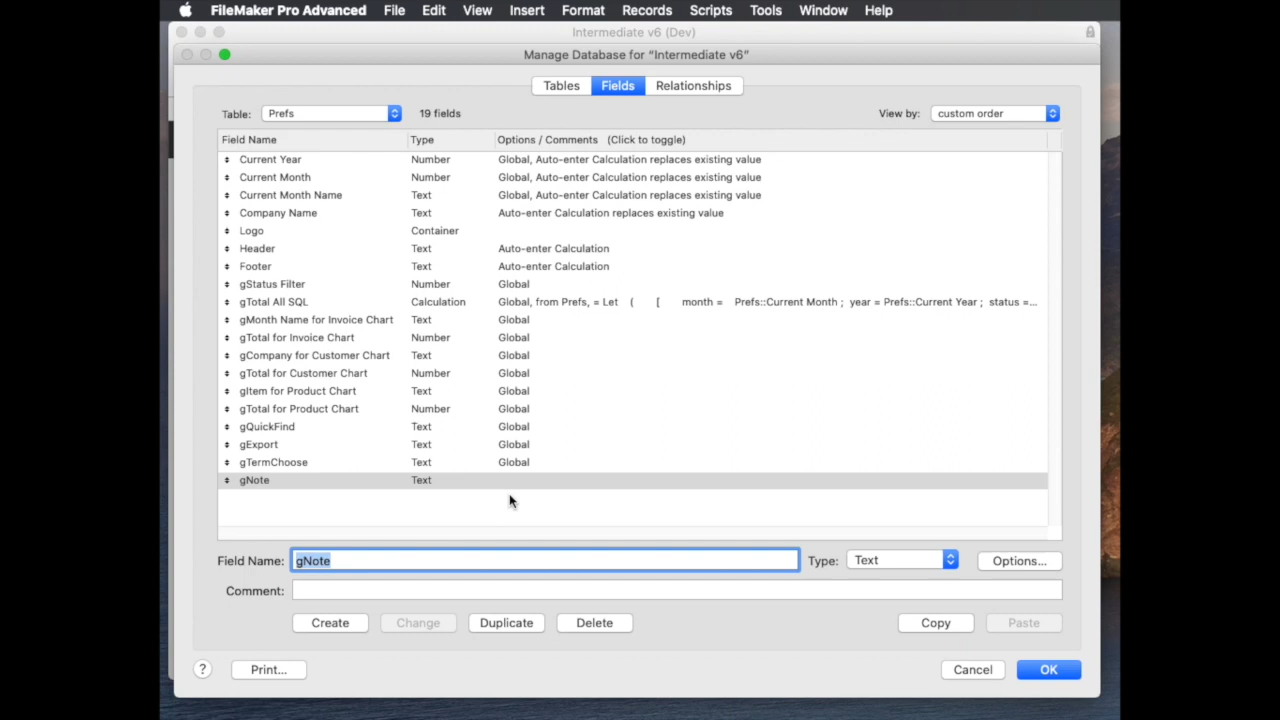 FileMaker Pro Advanced File Edit View Insert Format Records Scripts Tools Window Help
Intermediate v6 (Dev)
Manage Database for “Intermediate v6”
Tables Fields Relationships
Table: Prefs 19 fields View by: custom order
Field Name Type Options / Comments (Click to toggle)
Current Year Number Global, Auto-enter Calculation replaces existing value
Current Month Number Global, Auto-enter Calculation replaces existing value
Current Month Name Text Global, Auto-enter Calculation replaces existing value
Company Name Text Auto-enter Calculation replaces existing value
Logo Container
Header Text Auto-enter Calculation
Footer Text Auto-enter Calculation
gStatus Filter Number Global
gTotal All SQL Calculation Global, from Prefs, = Let ( [ month = Prefs::Current Month ; year = Prefs::Current Year ; status =...
gMonth Name for Invoice Chart Text Global
gTotal for Invoice Chart Number Global
gCompany for Customer Chart Text Global
gTotal for Customer Chart Number Global
gItem for Product Chart Text Global
gTotal for Product Chart Number Global
gQuickFind Text Global
gExport Text Global
gTermChoose Text Global
gNote Text
Field Name: gNote Type: Text Options...
Comment:
Create Change Duplicate Delete Copy Paste
? Print... Cancel OK